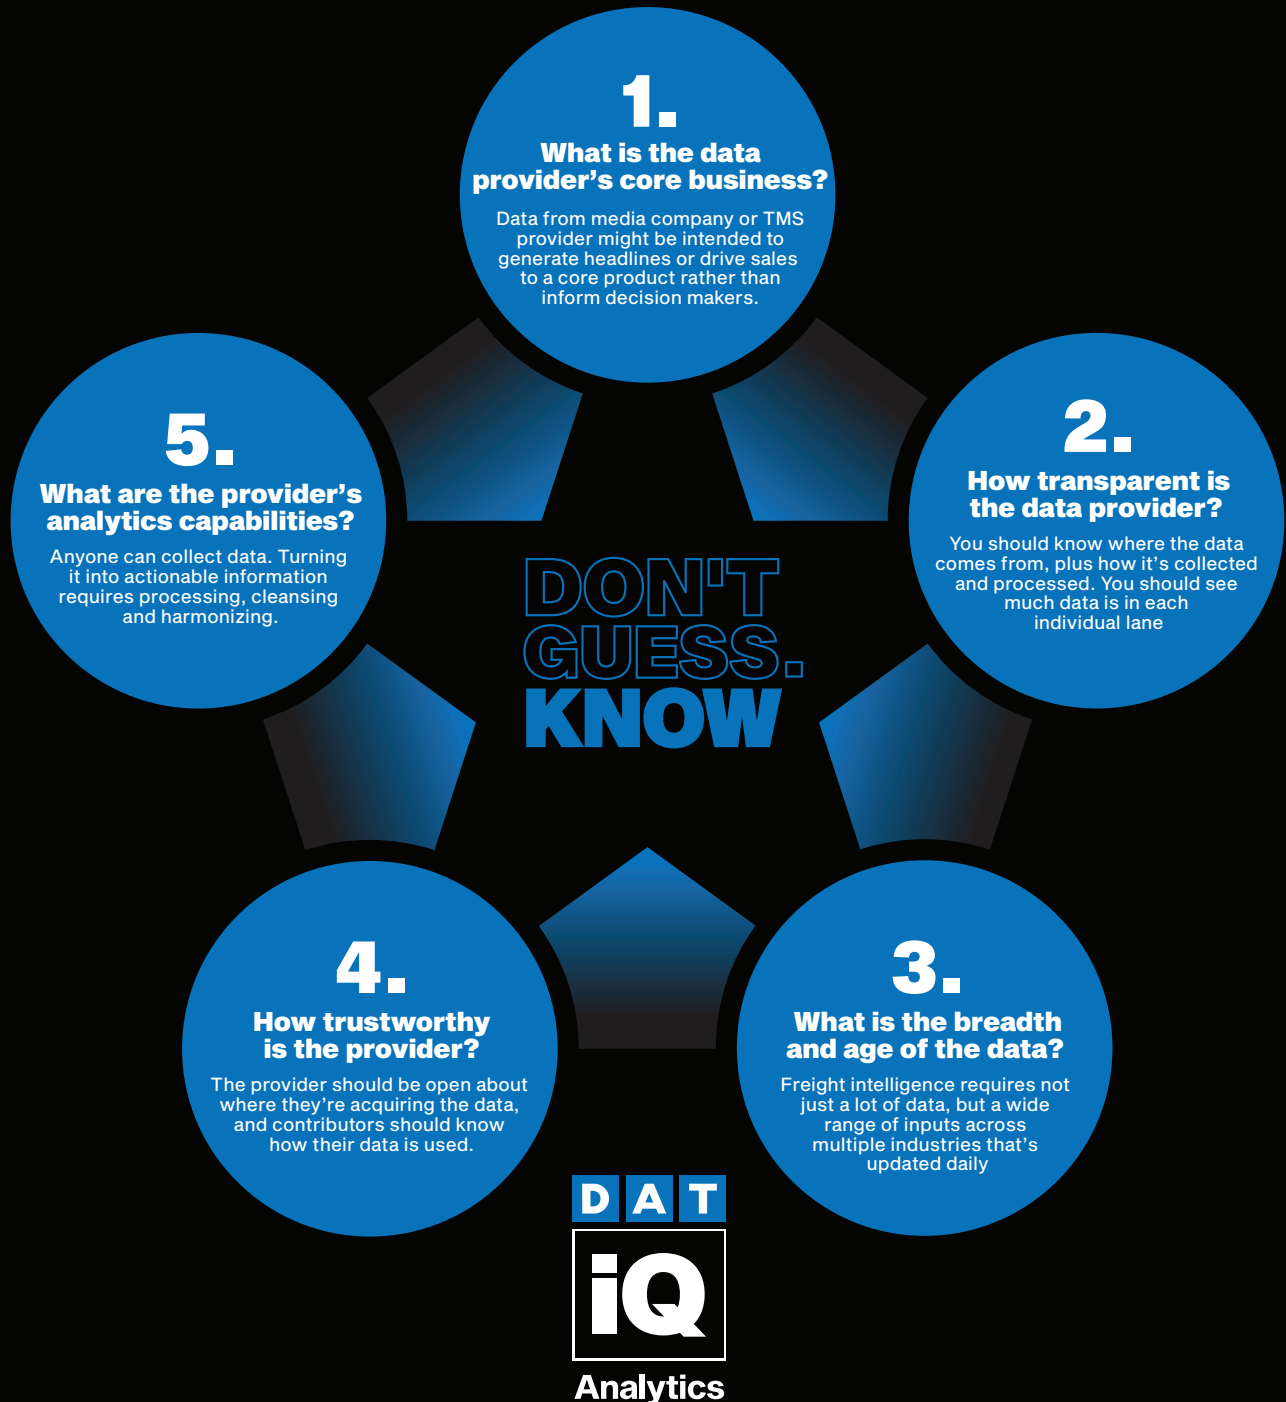 1.
What is the data
provider's core business?
Data from media company or TMS
provider might be intended to
generate headlines or drive sales
to a core product rather than
inform decision makers.
2.
How transparent is
the data provider?
You should know where the data
comes from, plus how it's collected
and processed. You should see
much data is in each
individual lane
3.
What is the breadth
and age of the data?
Freight intelligence requires not
just a lot of data, but a wide
range of inputs across
multiple industries that's
updated daily
4.
How trustworthy
is the provider?
The provider should be open about
where they're acquiring the data,
and contributors should know
how their data is used.
5.
What are the provider's
analytics capabilities?
Anyone can collect data. Turning
it into actionable information
requires processing, cleansing
and harmonizing.
DON'T
GUESS.
KNOW
DAT
iQ
Analytics